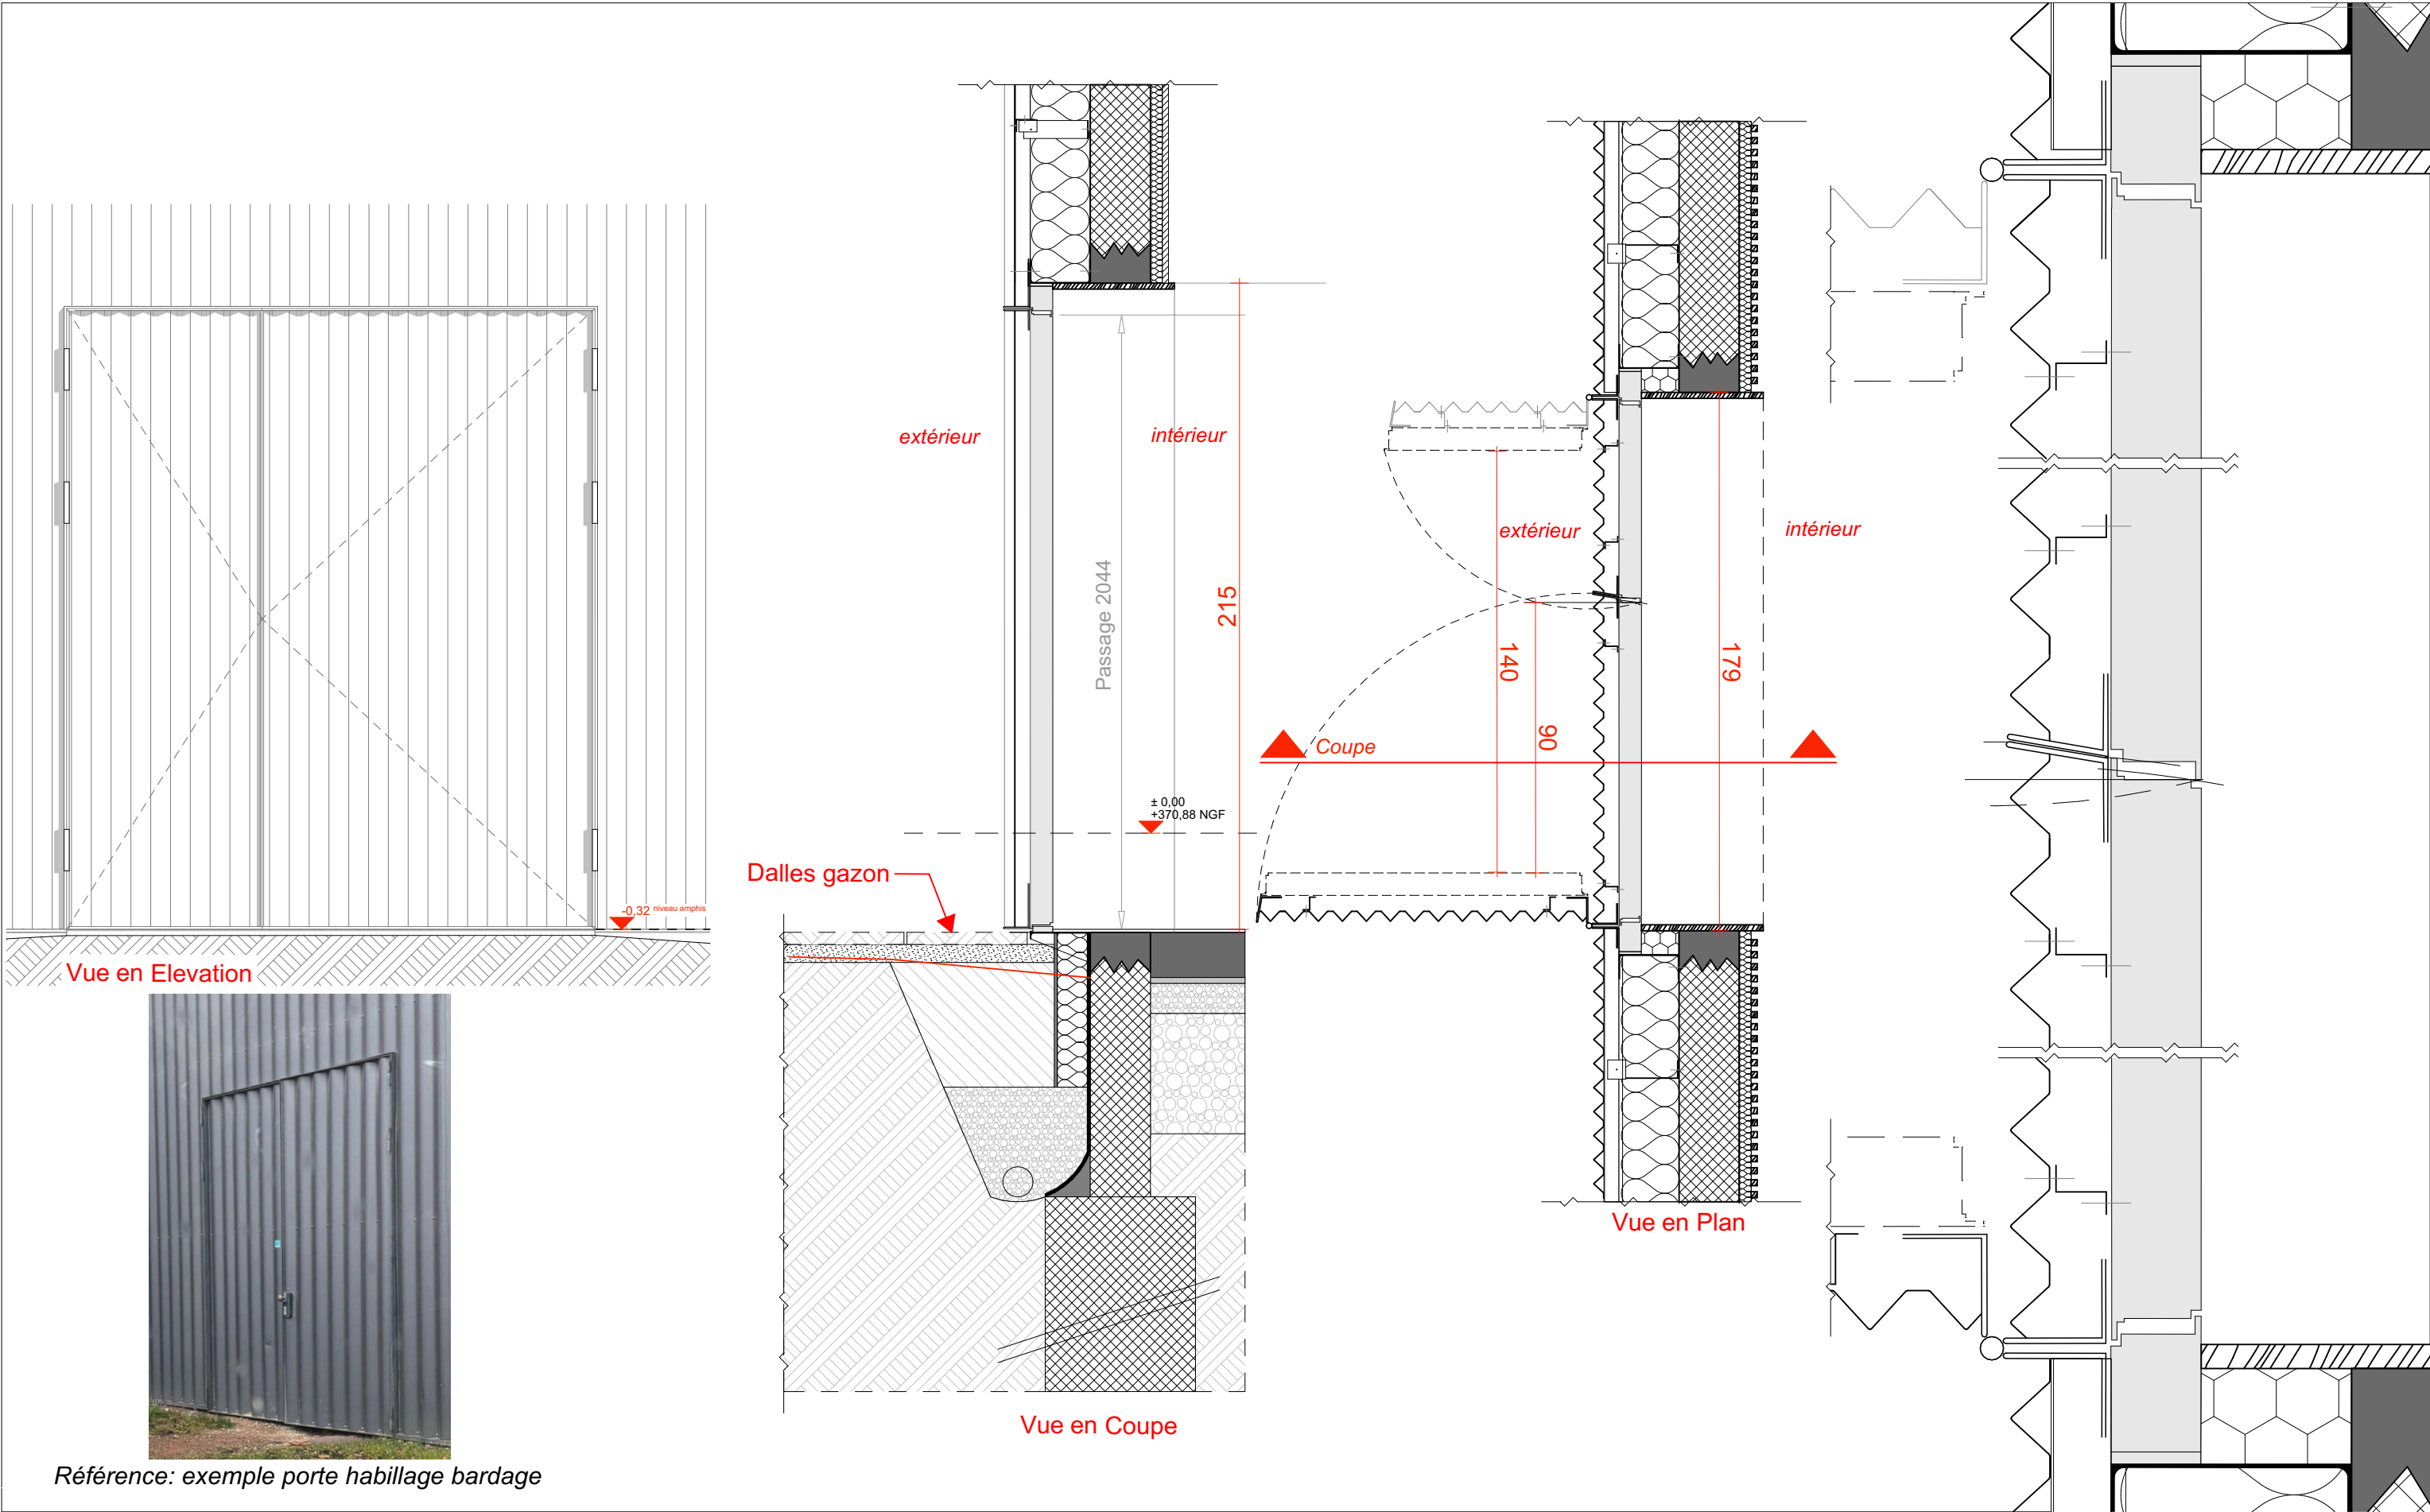 extérieur
intérieur
Passage 2044
215
± 0,00
+370,88 NGF
Dalles gazon
Vue en Coupe
-0,32 niveau amphis
Vue en Elevation
Référence: exemple porte habillage bardage
extérieur
intérieur
140
90
179
Coupe
Vue en Plan